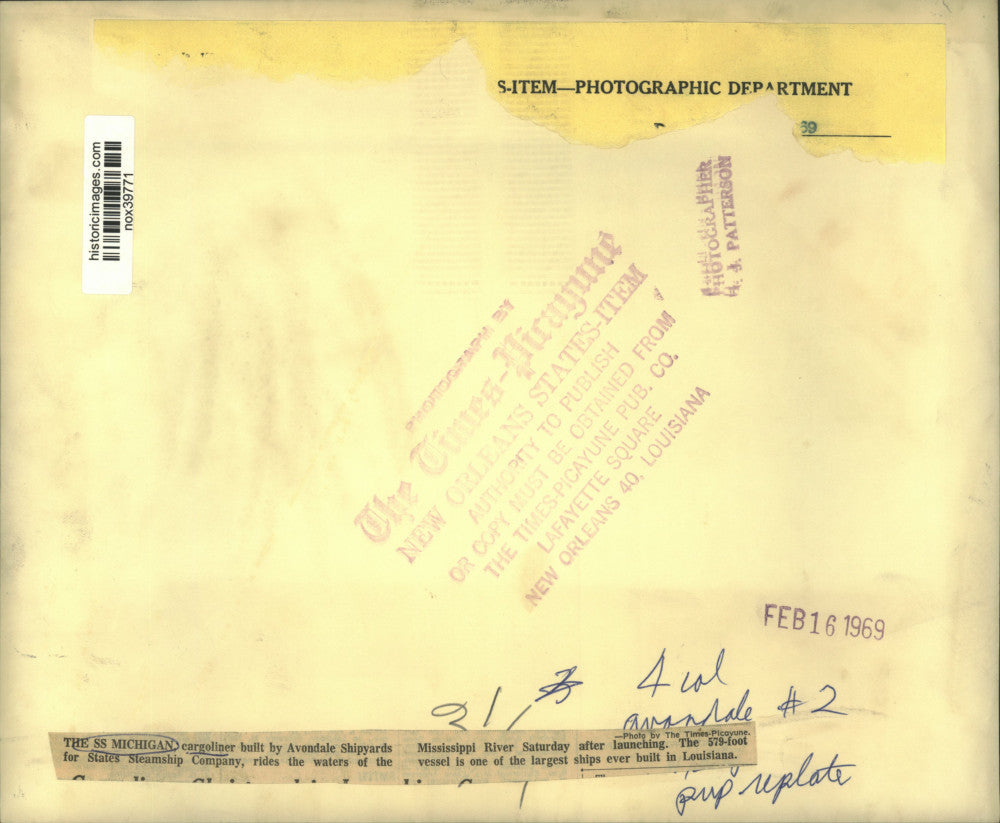 S-ITEM—PHOTOGRAPHIC DEPARTMENT
69
historicimages.com
nox39771
PHOTOGRAPHER
H. J. PATTERSON
PHOTOGRAPH BY
The Times-Picayune
NEW ORLEANS STATES-ITEM
AUTHORITY TO PUBLISH
OR COPY MUST BE OBTAINED FROM
THE TIMES-PICAYUNE PUB. CO.
LAFAYETTE SQUARE
NEW ORLEANS 40, LOUISIANA
FEB 16 1969
4 col
avondale #2
—Photo by The Times-Picayune.
THE SS MICHIGAN, cargoliner built by Avondale Shipyards
for States Steamship Company, rides the waters of the
Mississippi River Saturday after launching. The 579-foot
vessel is one of the largest ships ever built in Louisiana.
pup replate